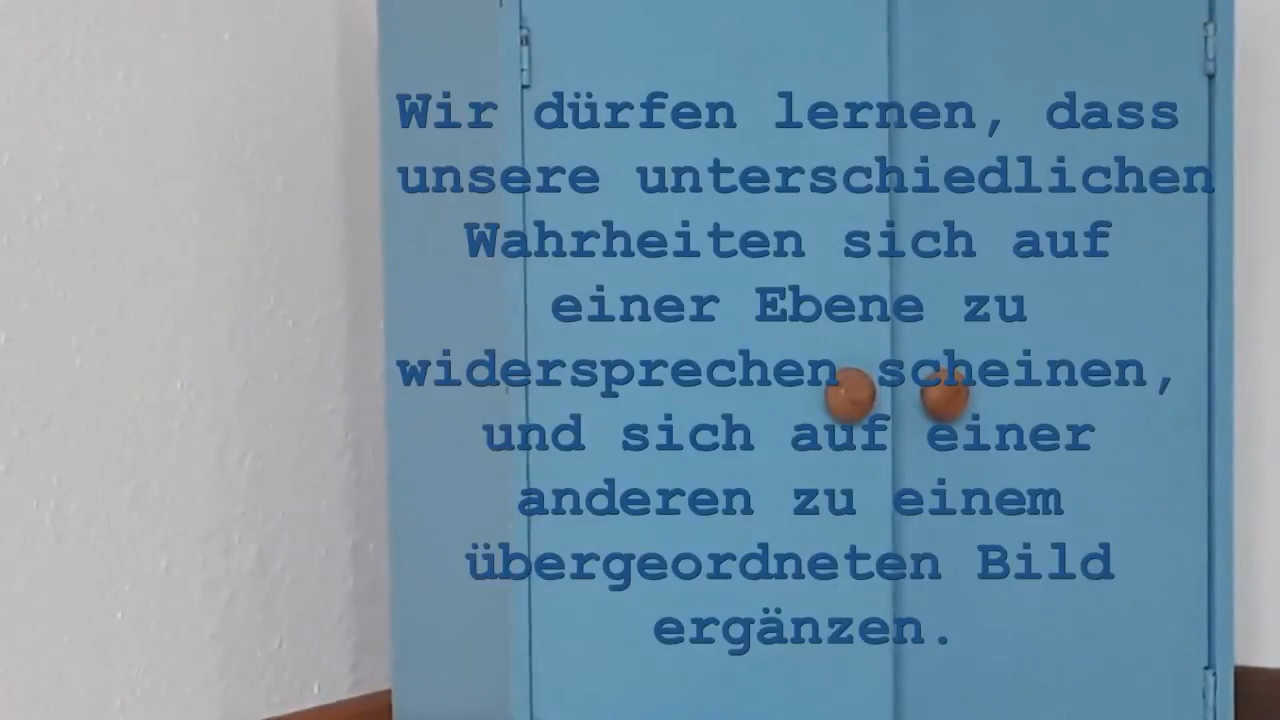 Wir dürfen lernen, dass
unsere unterschiedlichen
Wahrheiten sich auf
einer Ebene zu
widersprechen scheinen,
und sich auf einer
anderen zu einem
übergeordneten Bild
ergänzen.